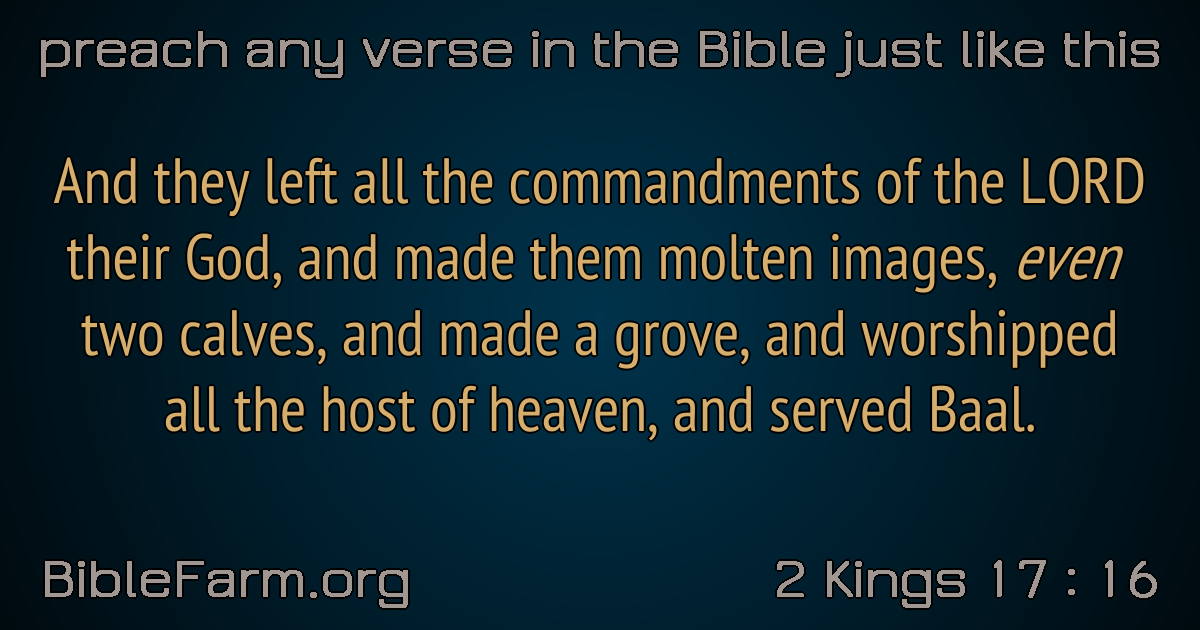 preach any verse in the Bible just like this
And they left all the commandments of the LORD
their God, and made them molten images, even
two calves, and made a grove, and worshipped
all the host of heaven, and served Baal.
BibleFarm.org
2 Kings 17 : 16